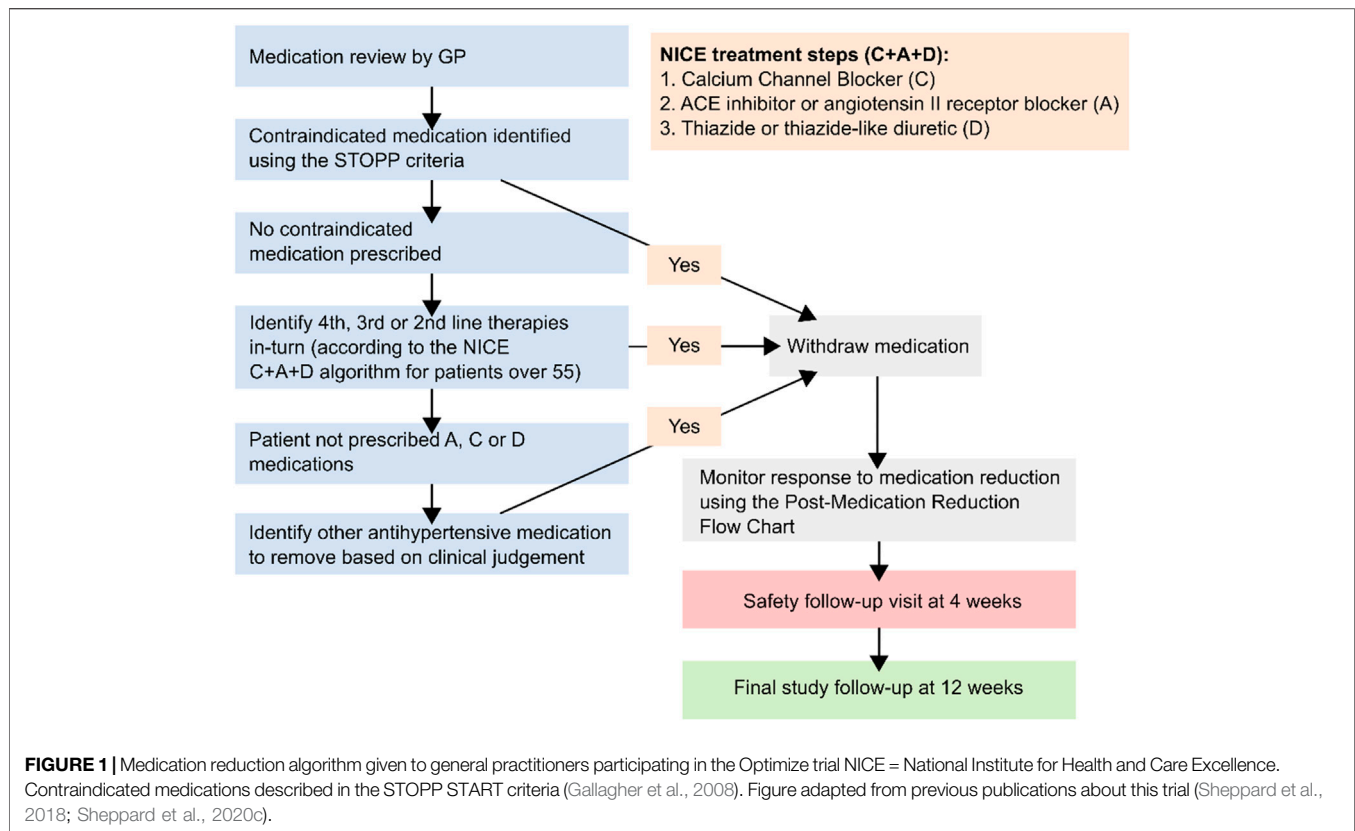 Medication review by GP
Contraindicated medication identified
using the STOPP criteria
No contraindicated
medication prescribed
Identify 4th, 3rd or 2nd line therapies
in-turn (according to the NICE
C+A+D algorithm for patients over 55)
Patient not prescribed A, C or D
medications
Identify other antihypertensive medication
to remove based on clinical judgement
NICE treatment steps (C+A+D):
1. Calcium Channel Blocker (C)
2. ACE inhibitor or angiotensin II receptor blocker (A)
3. Thiazide or thiazide-like diuretic (D)
Yes
Yes
Yes
Withdraw medication
Monitor response to medication reduction
using the Post-Medication Reduction
Flow Chart
Safety follow-up visit at 4 weeks
Final study follow-up at 12 weeks
FIGURE 1 | Medication reduction algorithm given to general practitioners participating in the Optimize trial NICE = National Institute for Health and Care Excellence.
Contraindicated medications described in the STOPP START criteria (Gallagher et al., 2008). Figure adapted from previous publications about this trial (Sheppard et al.,
2018; Sheppard et al., 2020c).